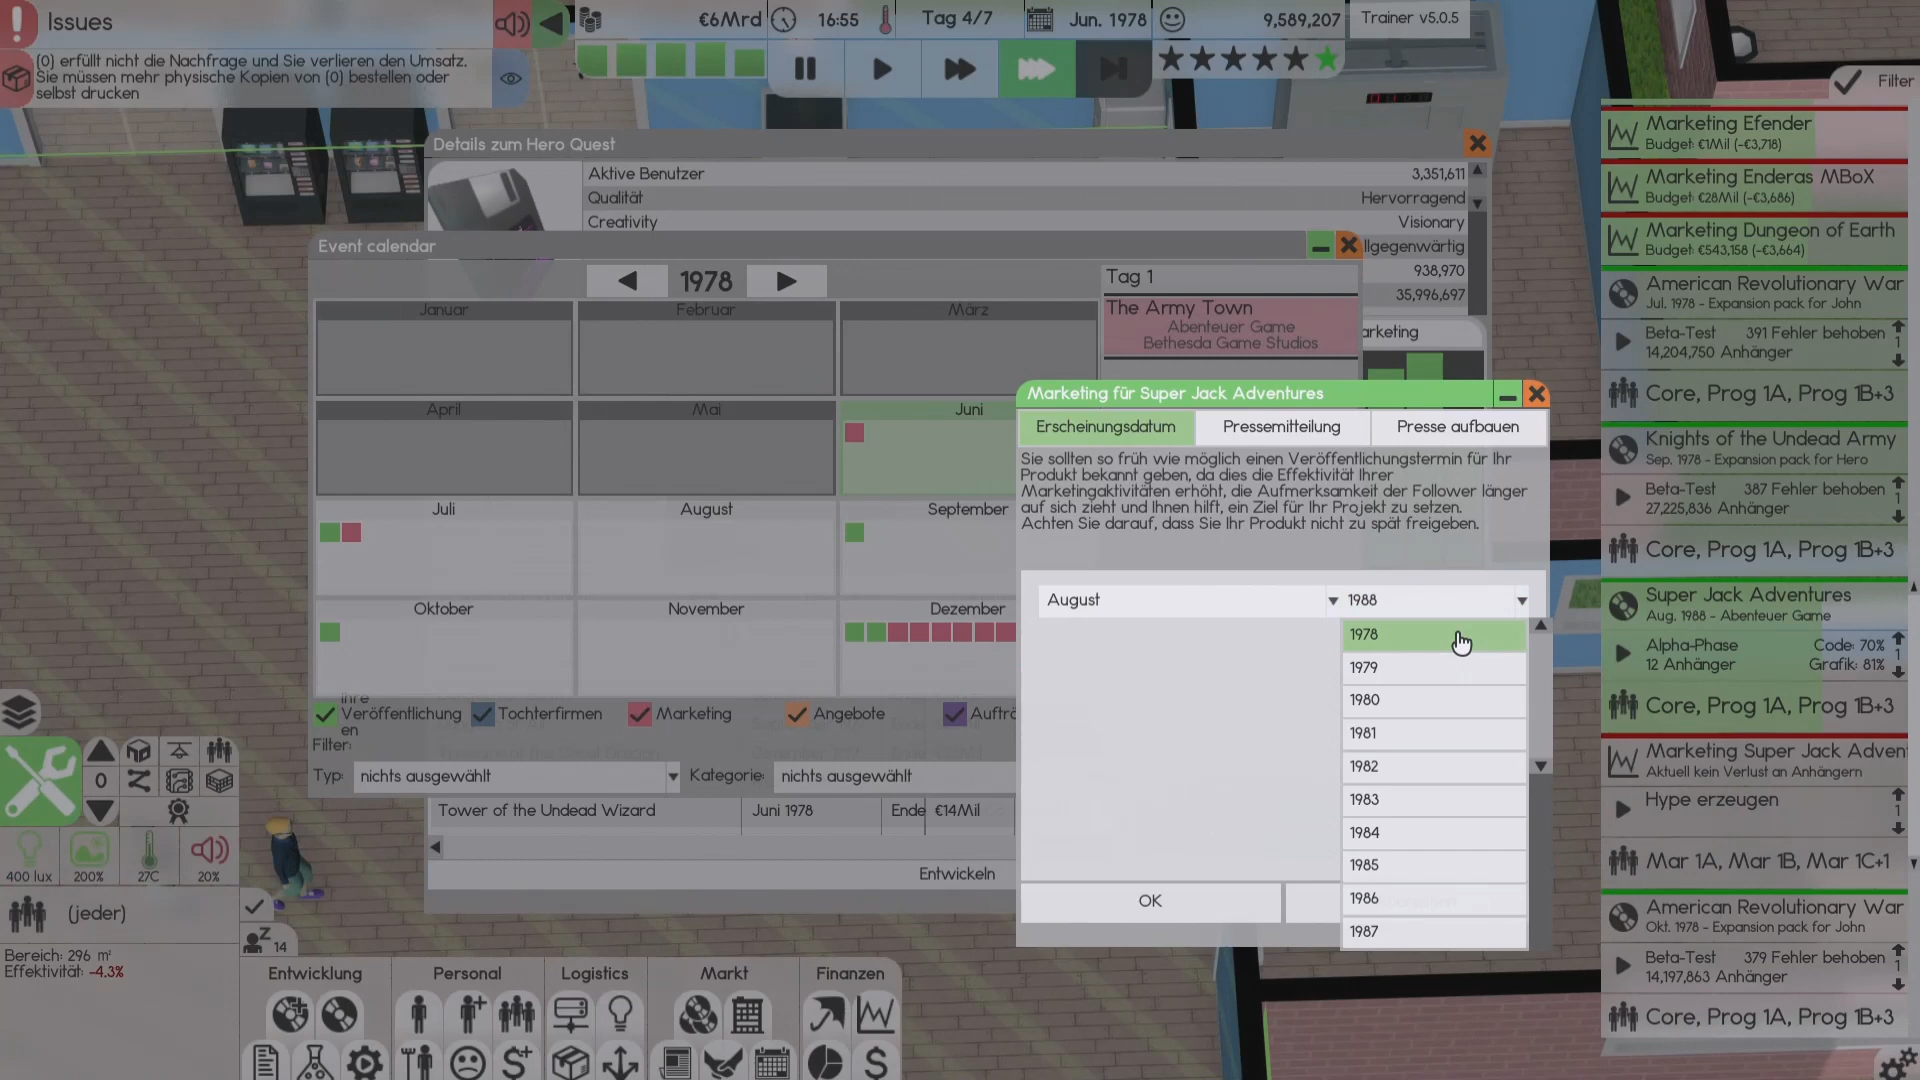 Issues
(0) erfüllt nicht die Nachfrage und Sie verlieren den Umsatz.
Sie müssen mehr physische Kopien von (0) bestellen oder
selbst drucken
€6Mrd
16:55
Tag 4/7
Jun. 1978
9,589,207
Trainer v5.0.5
Filter
Details zum Hero Quest
Aktive Benutzer 3,351,611
Qualität Hervorragend
Creativity Visionary
llgegenwärtig
938,970
35,996,697
arketing
Event calendar
1978
Januar
Februar
März
April
Mai
Juni
Juli
August
September
Oktober
November
Dezember
Tag 1
The Army Town
Abenteuer Game
Bethesda Game Studios
Ihre
Veröffentlichung
en
Tochterfirmen
Marketing
Angebote
Aufträ
Filter:
Typ: nichts ausgewählt
Kategorie: nichts ausgewählt
Tower of the Undead Wizard Juni 1978 Ende €14Mil
Entwickeln
Marketing für Super Jack Adventures
Erscheinungsdatum
Pressemitteilung
Presse aufbauen
Sie sollten so früh wie möglich einen Veröffentlichungstermin für Ihr
Produkt bekannt geben, da dies die Effektivität Ihrer
Marketingaktivitäten erhöht, die Aufmerksamkeit der Follower länger
auf sich zieht und Ihnen hilft, ein Ziel für Ihr Projekt zu setzen.
Achten Sie darauf, dass Sie Ihr Produkt nicht zu spät freigeben.
August
1988
1978
1979
1980
1981
1982
1983
1984
1985
1986
1987
OK
Marketing Efender
Budget: €1Mil (-€3,718)
Marketing Enderas MBoX
Budget: €28Mil (-€3,686)
Marketing Dungeon of Earth
Budget: €543,158 (-€3,664)
American Revolutionary War
Jul. 1978 - Expansion pack for John
Beta-Test 391 Fehler behoben
14,204,750 Anhänger
1
Core, Prog 1A, Prog 1B+3
Knights of the Undead Army
Sep. 1978 - Expansion pack for Hero
Beta-Test 387 Fehler behoben
27,225,836 Anhänger
1
Core, Prog 1A, Prog 1B+3
Super Jack Adventures
Aug. 1988 - Abenteuer Game
Alpha-Phase Code: 70%
12 Anhänger Grafik: 81%
1
Core, Prog 1A, Prog 1B+3
Marketing Super Jack Adven
Aktuell kein Verlust an Anhängern
Hype erzeugen
1
Mar 1A, Mar 1B, Mar 1C+1
American Revolutionary War
Okt. 1978 - Expansion pack for John
Beta-Test 379 Fehler behoben
14,197,863 Anhänger
1
Core, Prog 1A, Prog 1B+3
0
400 lux
200%
27C
20%
(jeder)
14
Bereich: 296 m²
Effektivität: -4.3%
Entwicklung
Personal
Logistics
Markt
Finanzen